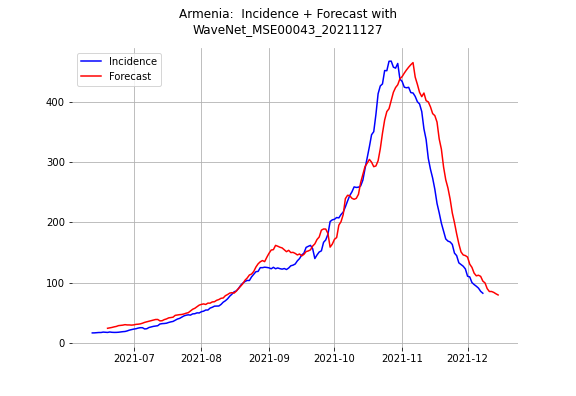 Armenia:  Incidence + Forecast with
WaveNet_MSE00043_20211127
Incidence
Forecast
400
300
200
100
0
2021-07 2021-08 2021-09 2021-10 2021-11 2021-12